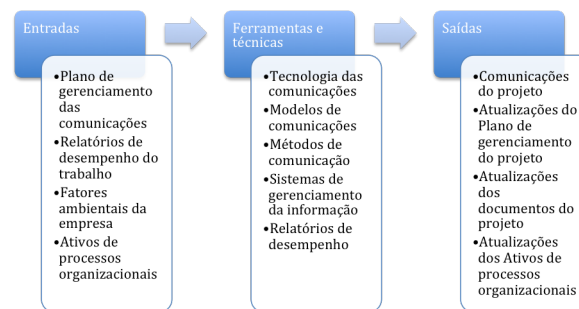 Entradas
•Plano de
gerenciamento
das
comunicações
•Relatórios de
desempenho do
trabalho
•Fatores
ambientais da
empresa
•Ativos de
processos
organizacionais
Ferramentas e
técnicas
•Tecnologia das
comunicações
•Modelos de
comunicações
•Métodos de
comunicação
•Sistemas de
gerenciamento
da informação
•Relatórios de
desempenho
Saídas
•Comunicações
do projeto
•Atualizações do
Plano de
gerenciamento
do projeto
•Atualizações
dos
documentos do
projeto
•Atualizações
dos Ativos de
processos
organizacionais